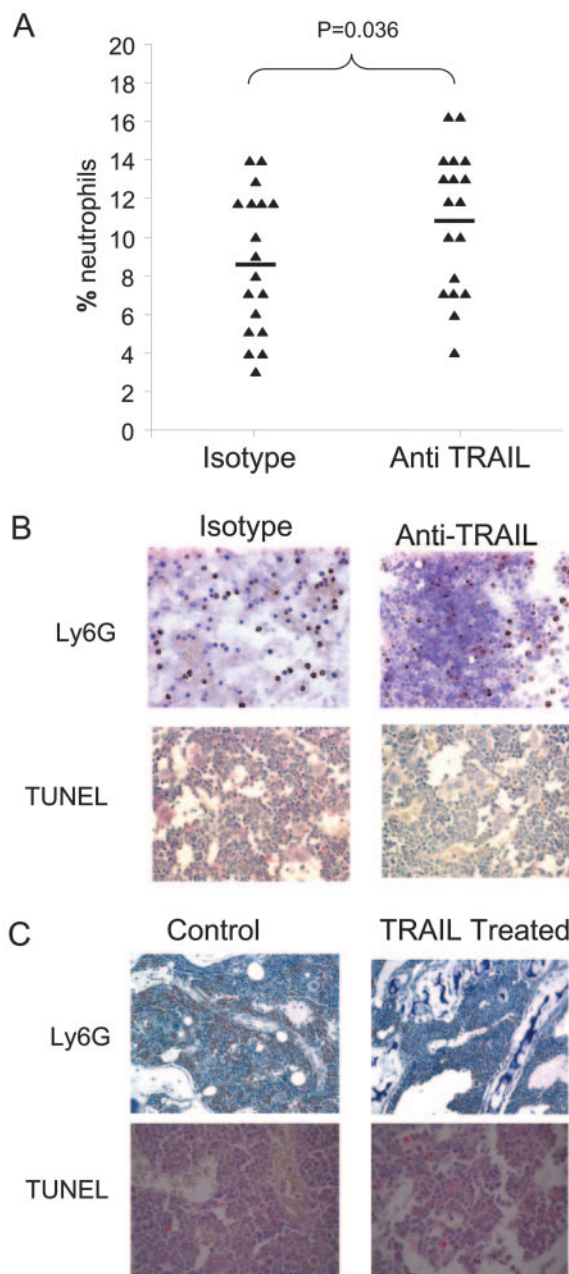 A
P=0.036
20
18
16
14
12
10
8
6
4
2
0
% neutrophils
Isotype
Anti TRAIL
B
Isotype
Anti-TRAIL
Ly6G
TUNEL
C
Control
TRAIL Treated
Ly6G
TUNEL